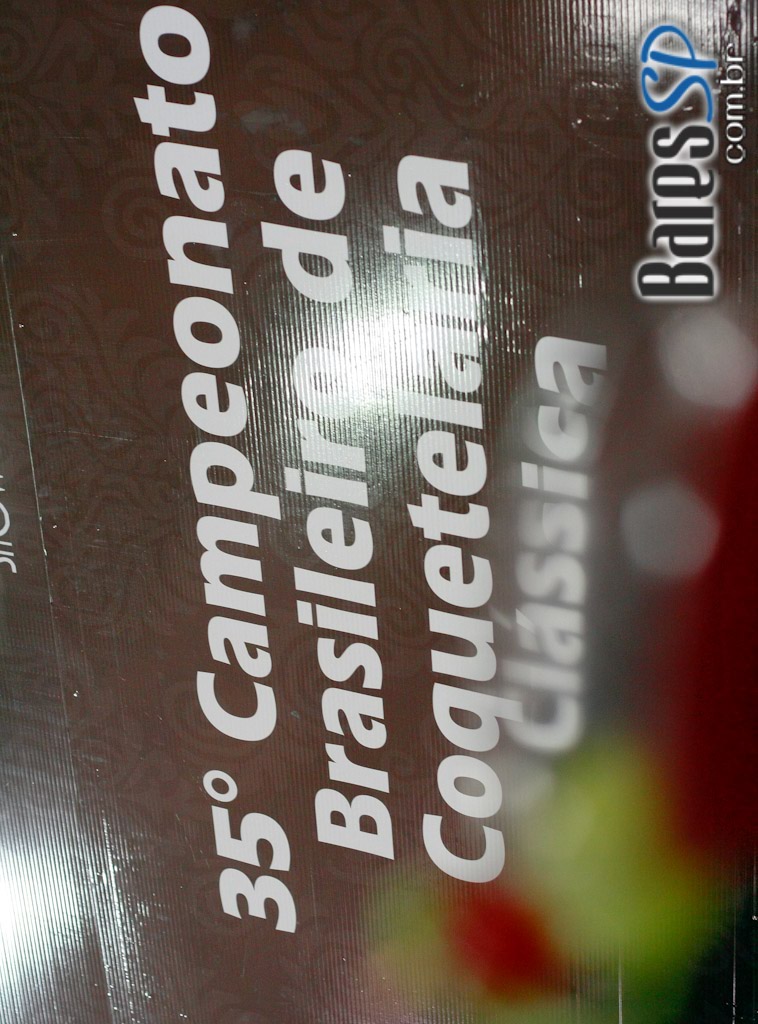 35º Campeonato
Brasileiro de
Coquetelaria
Clássica
BaresSP
com.br